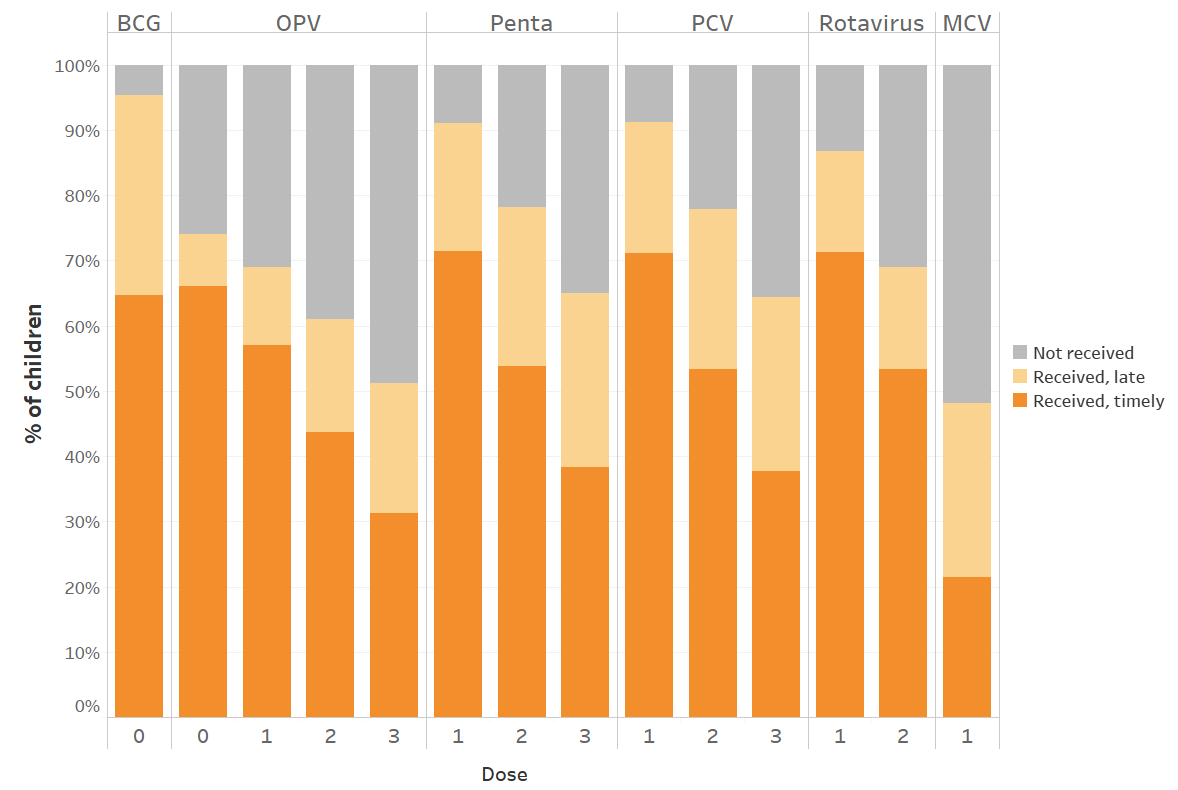 BCG OPV Penta PCV Rotavirus MCV
100%
90%
80%
70%
60%
50%
40%
30%
20%
10%
0%
% of children
0 0 1 2 3 1 2 3 1 2 3 1 2 1
Dose
Not received
Received, late
Received, timely